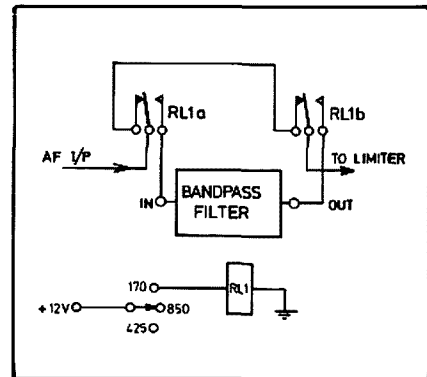 RL1a
RL1b
AF I/P
TO LIMITER
IN
BANDPASS
FILTER
OUT
170
RL1
+12V
850
425